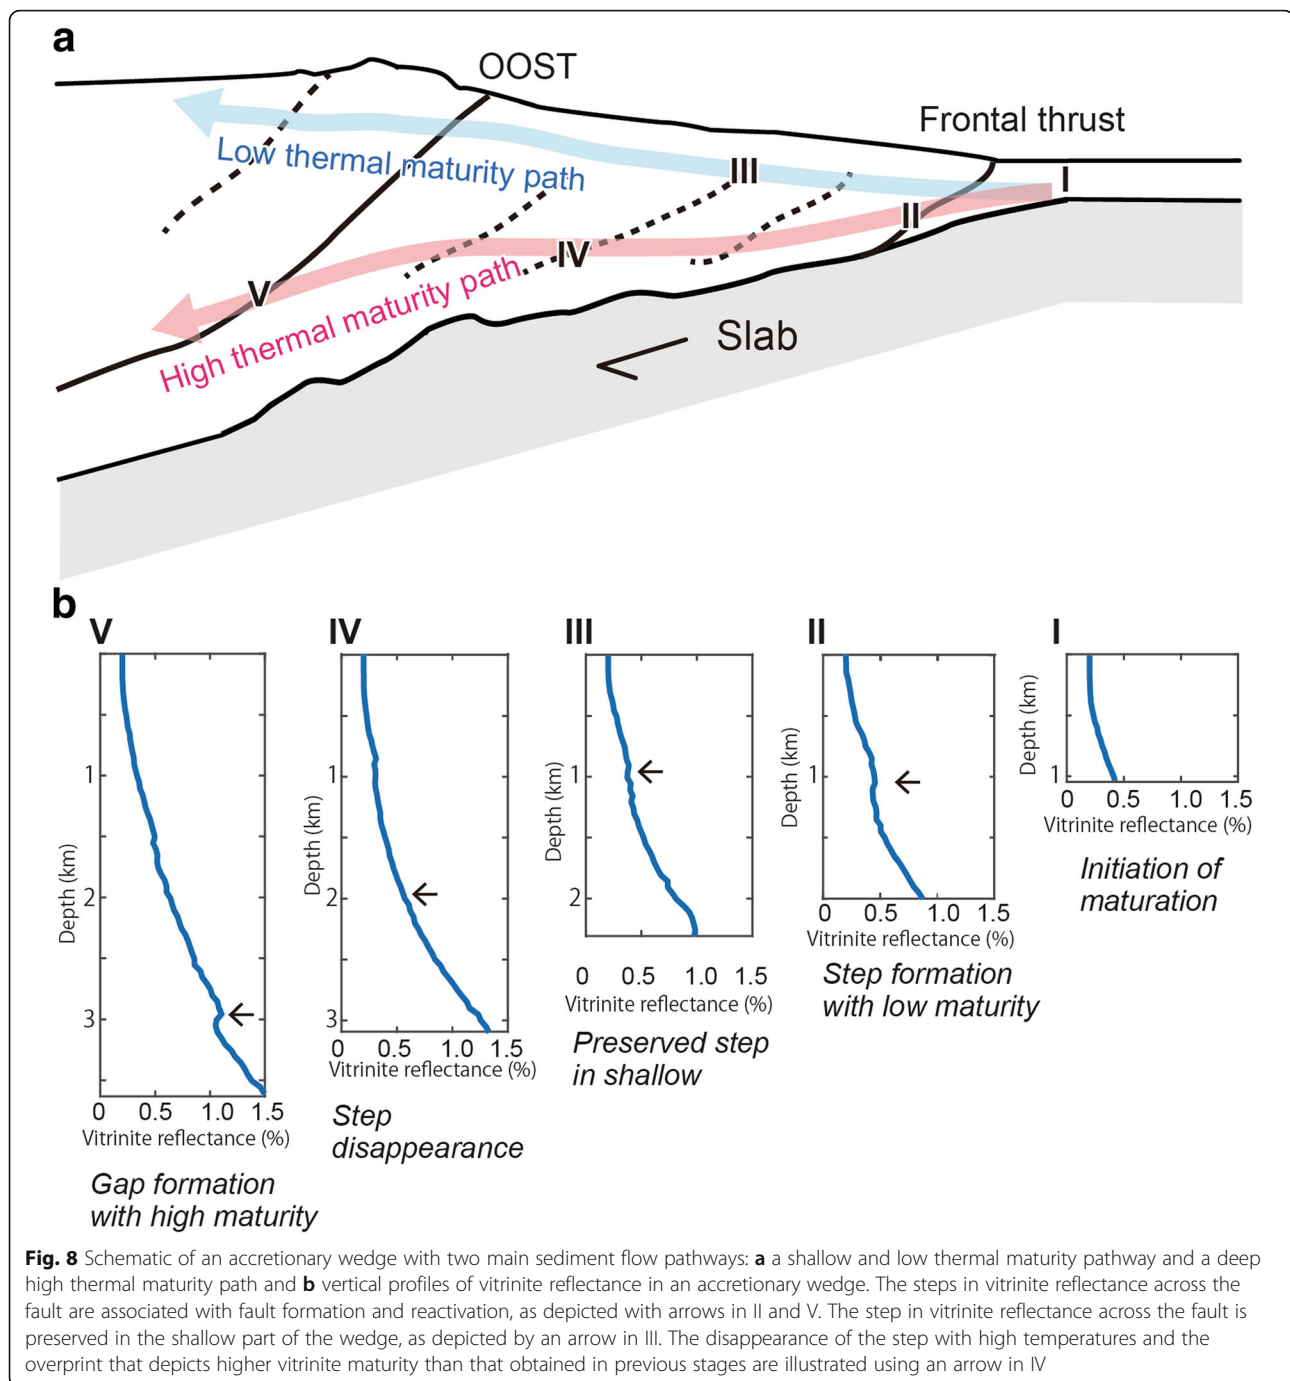 a
OOST
Frontal thrust
Low thermal maturity path
III
I
II
IV
V
High thermal maturity path
Slab
b
V
IV
III
II
I
Depth (km)
1
2
3
0 0.5 1.0 1.5
Vitrinite reflectance (%)
Gap formation
with high maturity
Depth (km)
1
2
3
0 0.5 1.0 1.5
Vitrinite reflectance (%)
Step
disappearance
Depth (km)
1
2
0 0.5 1.0 1.5
Vitrinite reflectance (%)
Preserved step
in shallow
Depth (km)
1
0 0.5 1.0 1.5
Vitrinite reflectance (%)
Step formation
with low maturity
Depth (km)
1
0 0.5 1.0 1.5
Vitrinite reflectance (%)
Initiation of
maturation
Fig. 8 Schematic of an accretionary wedge with two main sediment flow pathways: a a shallow and low thermal maturity pathway and a deep
high thermal maturity path and b vertical profiles of vitrinite reflectance in an accretionary wedge. The steps in vitrinite reflectance across the
fault are associated with fault formation and reactivation, as depicted with arrows in II and V. The step in vitrinite reflectance across the fault is
preserved in the shallow part of the wedge, as depicted by an arrow in III. The disappearance of the step with high temperatures and the
overprint that depicts higher vitrinite maturity than that obtained in previous stages are illustrated using an arrow in IV